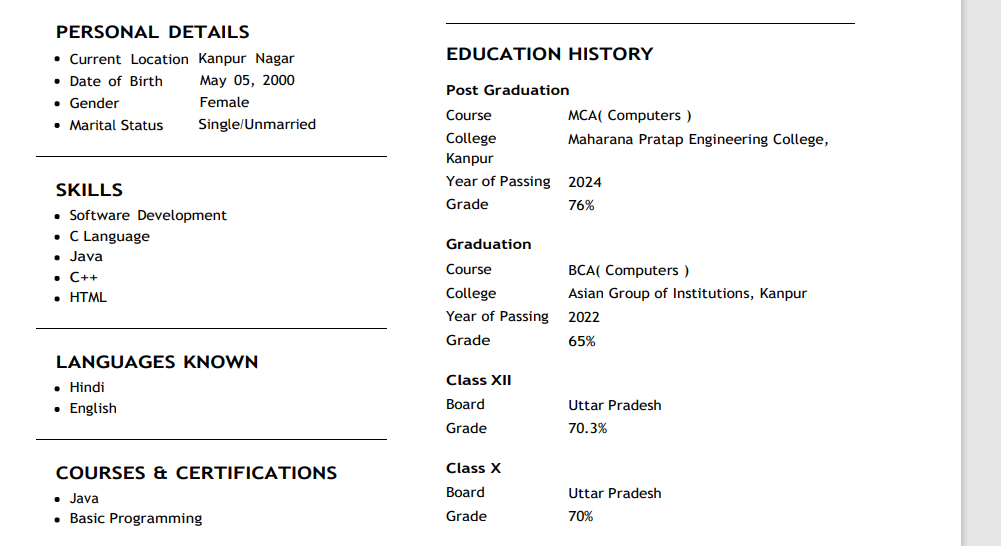 PERSONAL DETAILS
• Current Location Kanpur Nagar
• Date of Birth May 05, 2000
• Gender Female
• Marital Status Single/Unmarried
SKILLS
• Software Development
• C Language
• Java
• C++
• HTML
LANGUAGES KNOWN
• Hindi
• English
COURSES & CERTIFICATIONS
• Java
• Basic Programming
EDUCATION HISTORY
Post Graduation
Course MCA( Computers )
College Maharana Pratap Engineering College,
Kanpur
Year of Passing 2024
Grade 76%
Graduation
Course BCA( Computers )
College Asian Group of Institutions, Kanpur
Year of Passing 2022
Grade 65%
Class XII
Board Uttar Pradesh
Grade 70.3%
Class X
Board Uttar Pradesh
Grade 70%